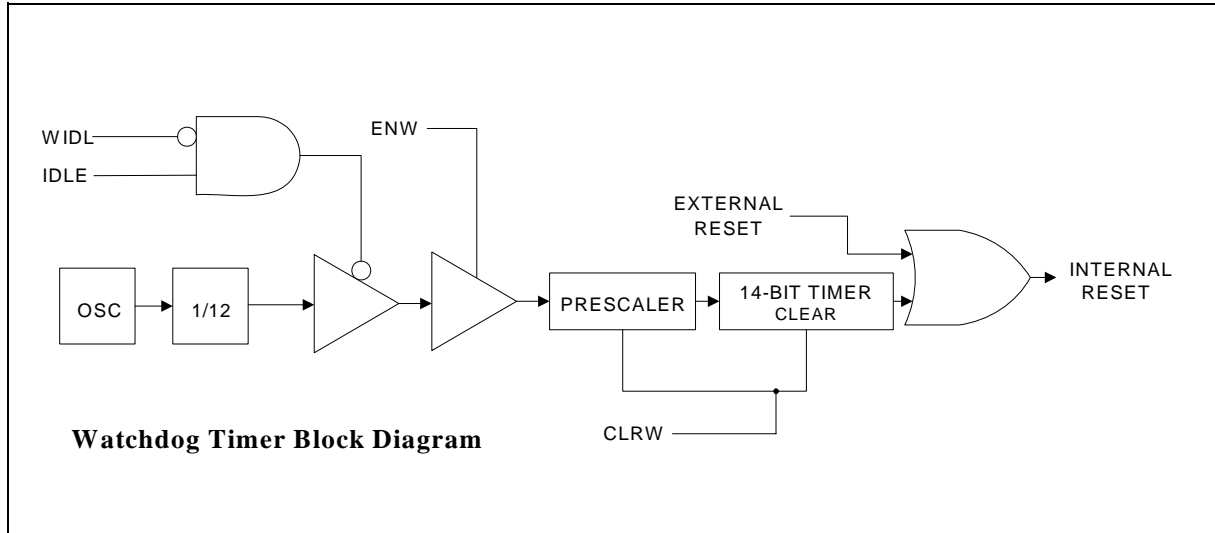 WIDL
IDLE
ENW
EXTERNAL
RESET
OSC
1/12
PRESCALER
14-BIT TIMER
CLEAR
INTERNAL
RESET
CLRW
Watchdog Timer Block Diagram